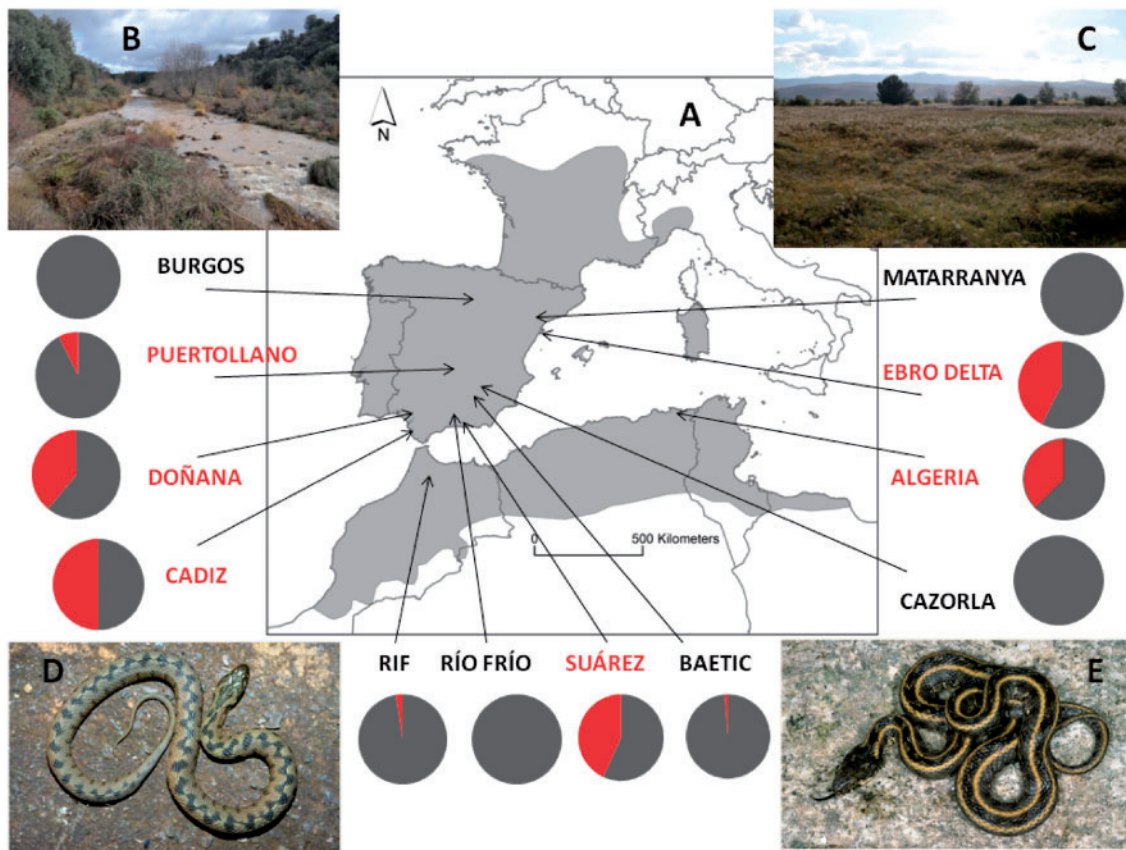 B
C
A
N
BURGOS
MATARRANYA
PUERTOLLANO
EBRO DELTA
DOÑANA
ALGERIA
0 500 Kilometers
CADIZ
CAZORLA
RIF RÍO FRÍO SUÁREZ BAETIC
D
E